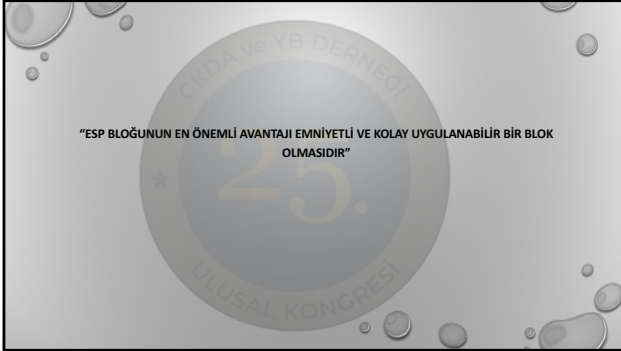 GKDA ve YB DERNEĞİ
"ESP BLOĞUNUN EN ÖNEMLİ AVANTAJI EMNİYETLİ VE KOLAY UYGULANABİLİR BİR BLOK
OLMASIDIR"
25.
ULUSAL KONGRESİ